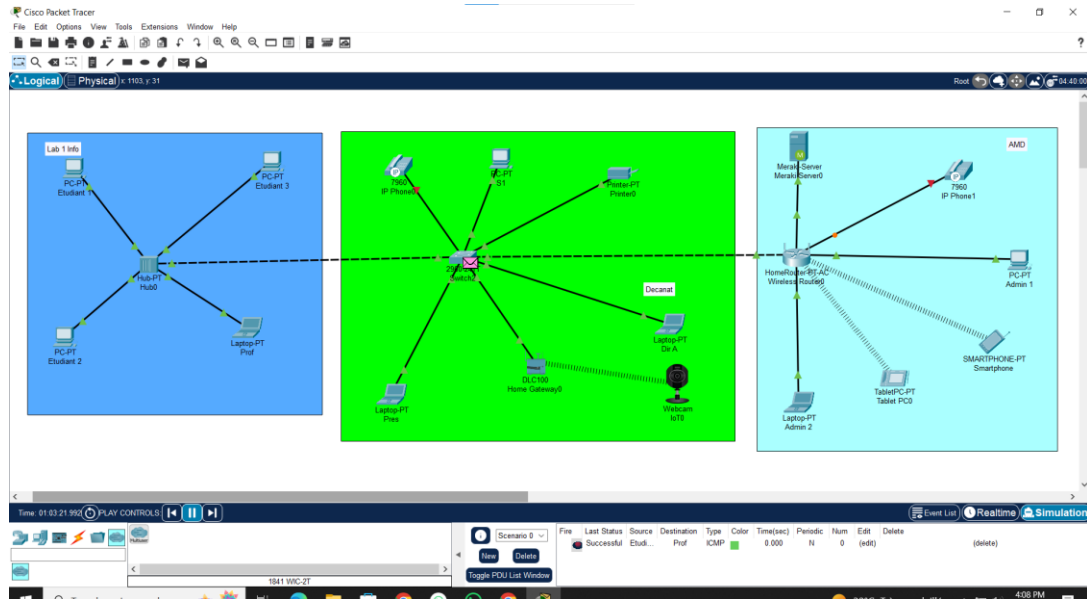 Cisco Packet Tracer
File Edit Options View Tools Extensions Window Help
Logical Physical x: 1103, y: 31
Root 04:40:00
Lab 1 Info
PC-PT
Etudiant 1
PC-PT
Etudiant 3
Hub-PT
Hub0
PC-PT
Etudiant 2
Laptop-PT
Prof
7960
IP Phone0
PC-PT
S1
Printer-PT
Printer0
Switch2
Decanat
Laptop-PT
Dir A
DLC100
Home Gateway0
Webcam
IoT0
Laptop-PT
Pres
AMD
Meraki-Server
Meraki Server0
7960
IP Phone1
HomeRouter-PT-AC
Wireless Router0
PC-PT
Admin 1
SMARTPHONE-PT
Smartphone
TabletPC-PT
Tablet PC0
Laptop-PT
Admin 2
Time: 01:03:21.992 PLAY CONTROLS:
Event List Realtime Simulation
Scenario 0
New Delete
Toggle PDU List Window
Fire Last Status Source Destination Type Color Time(sec) Periodic Num Edit Delete
Successful Etudi... Prof ICMP 0.000 N 0 (edit) (delete)
1841 WIC-2T
4:08 PM